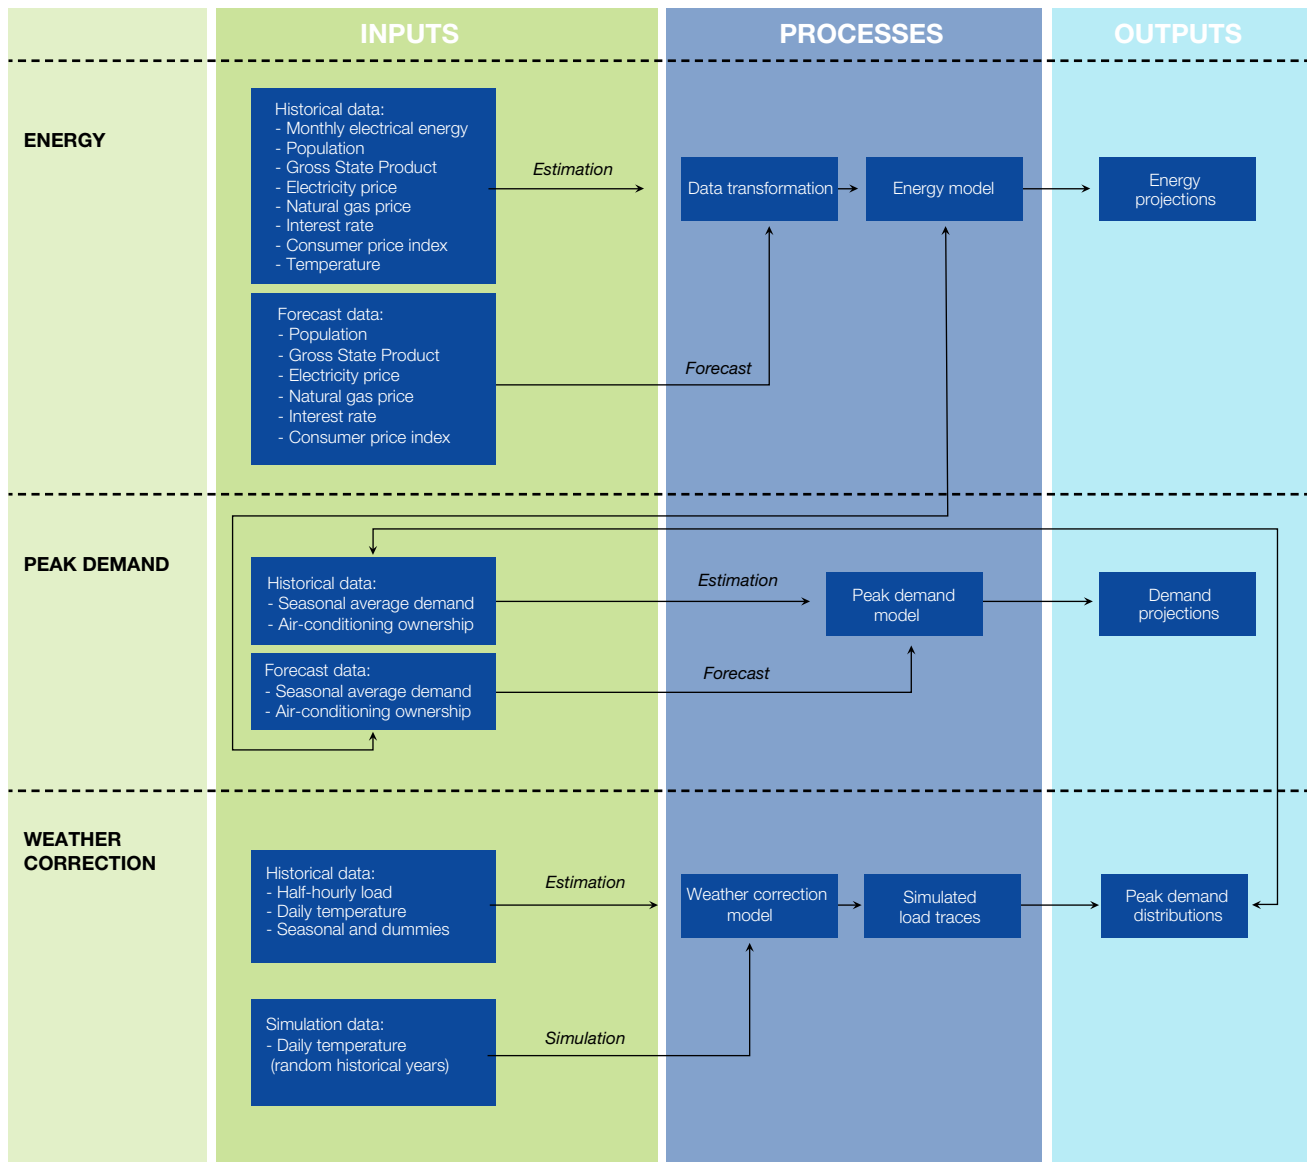 INPUTS
PROCESSES
OUTPUTS
ENERGY
Historical data:
- Monthly electrical energy
- Population
- Gross State Product
- Electricity price
- Natural gas price
- Interest rate
- Consumer price index
- Temperature
Estimation
Data transformation
Energy model
Energy
projections
Forecast data:
- Population
- Gross State Product
- Electricity price
- Natural gas price
- Interest rate
- Consumer price index
Forecast
PEAK DEMAND
Historical data:
- Seasonal average demand
- Air-conditioning ownership
Estimation
Peak demand
model
Demand
projections
Forecast data:
- Seasonal average demand
- Air-conditioning ownership
Forecast
WEATHER
CORRECTION
Historical data:
- Half-hourly load
- Daily temperature
- Seasonal and dummies
Estimation
Weather correction
model
Simulated
load traces
Peak demand
distributions
Simulation data:
- Daily temperature
(random historical years)
Simulation